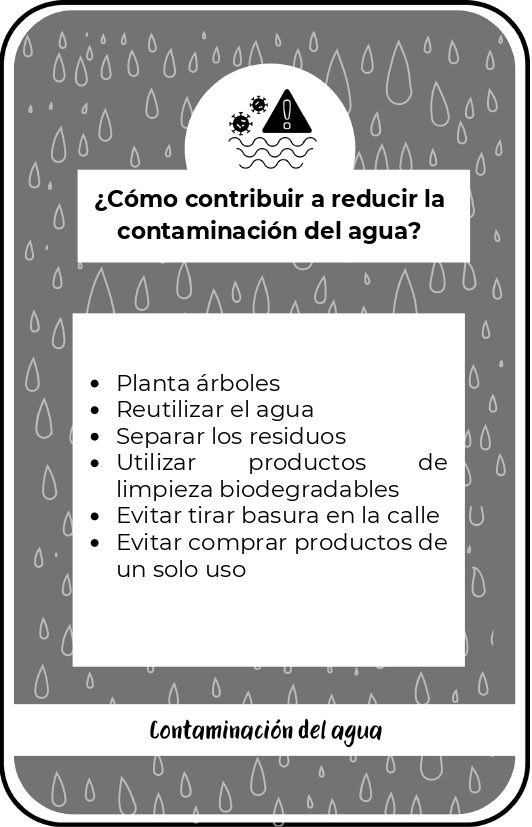 ¿Cómo contribuir a reducir la
contaminación del agua?
• Planta árboles
• Reutilizar el agua
• Separar los residuos
• Utilizar productos de
limpieza biodegradables
• Evitar tirar basura en la calle
• Evitar comprar productos de
un solo uso
Contaminación del agua